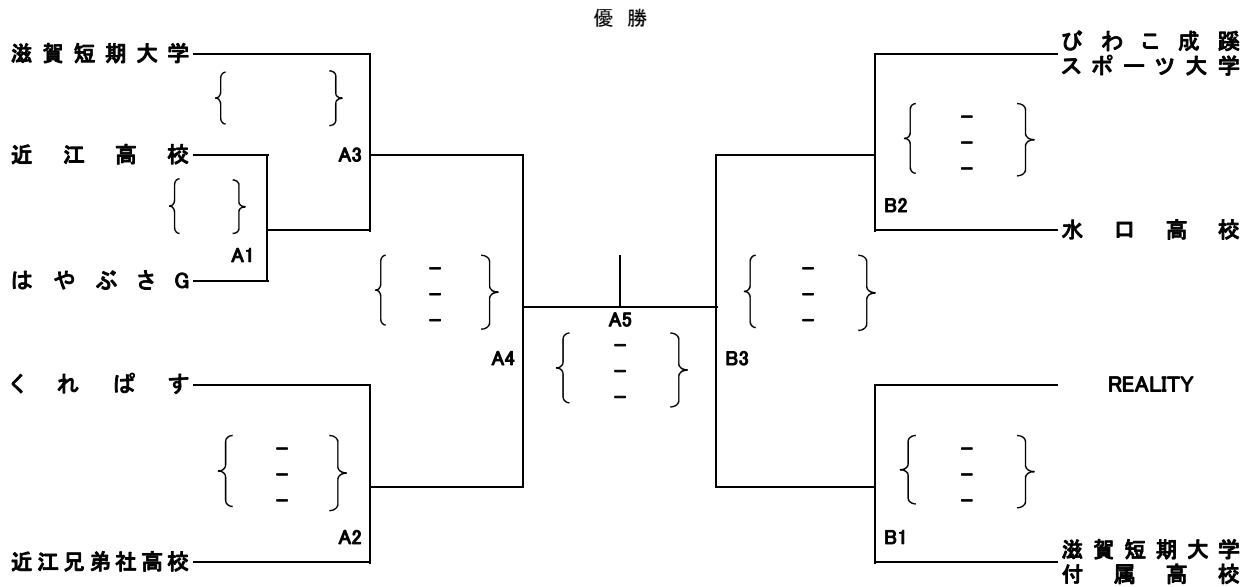 優 勝
滋賀短期大学
びわこ成蹊
スポーツ大学
近江高校
A3
B2
水口高校
A1
はやぶさG
A5
A4
B3
くれぱす
REALITY
A2
B1
近江兄弟社高校
滋賀短期大学
付属高校